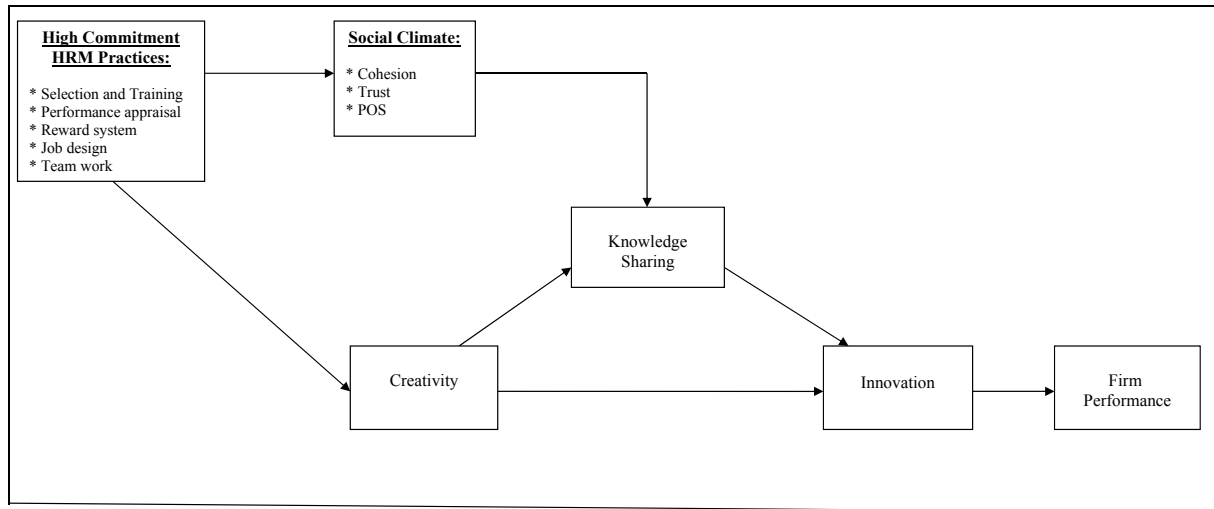 High Commitment
HRM Practices:
* Selection and Training
* Performance appraisal
* Reward system
* Job design
* Team work
Social Climate:
* Cohesion
* Trust
* POS
Knowledge
Sharing
Creativity
Innovation
Firm
Performance